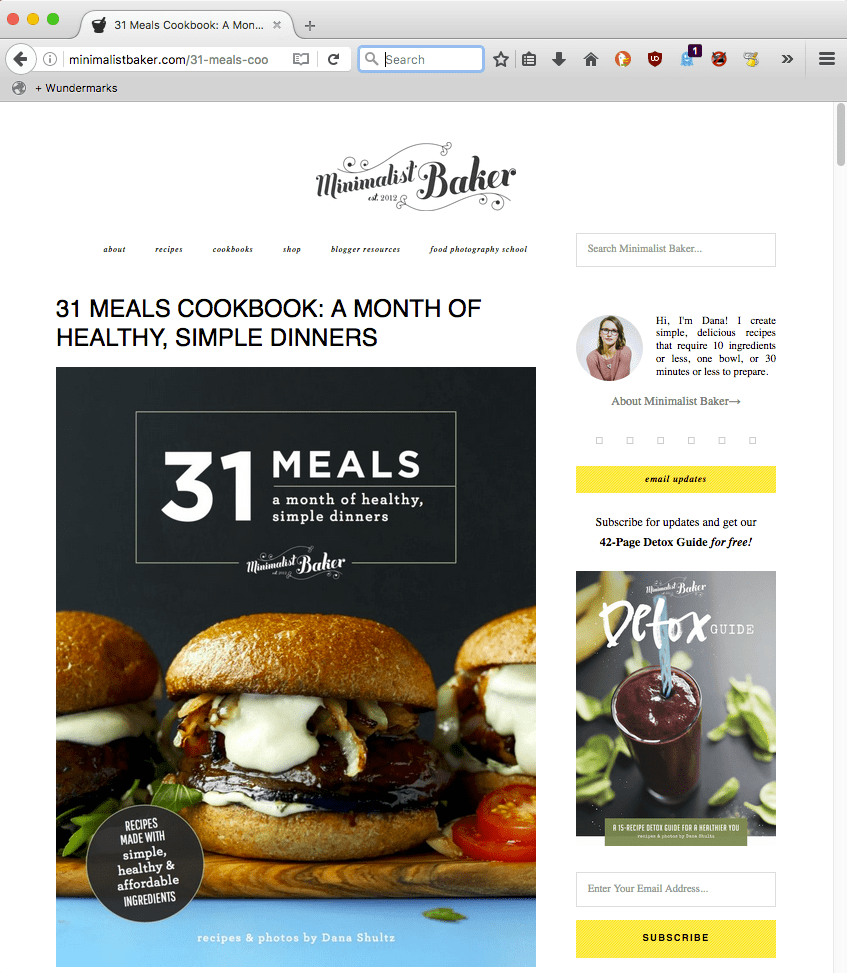 31 Meals Cookbook: A Mon...
minimalistbaker.com/31-meals-coo
Search
1
+ Wundermarks
Minimalist Baker
est. 2012
about recipes cookbooks shop blogger resources food photography school
Search Minimalist Baker...
31 MEALS COOKBOOK: A MONTH OF
HEALTHY, SIMPLE DINNERS
31 MEALS
a month of healthy,
simple dinners
Minimalist Baker
RECIPES
MADE WITH
simple,
healthy &
affordable
INGREDIENTS
recipes & photos by Dana Shultz
Hi, I'm Dana! I create
simple, delicious recipes
that require 10 ingredients
or less, one bowl, or 30
minutes or less to prepare.
About Minimalist Baker→
email updates
Subscribe for updates and get our
42-Page Detox Guide for free!
Minimalist Baker
Detox GUIDE
A 15-RECIPE DETOX GUIDE FOR A HEALTHIER YOU
recipes & photos by Dana Shultz
Enter Your Email Address...
SUBSCRIBE